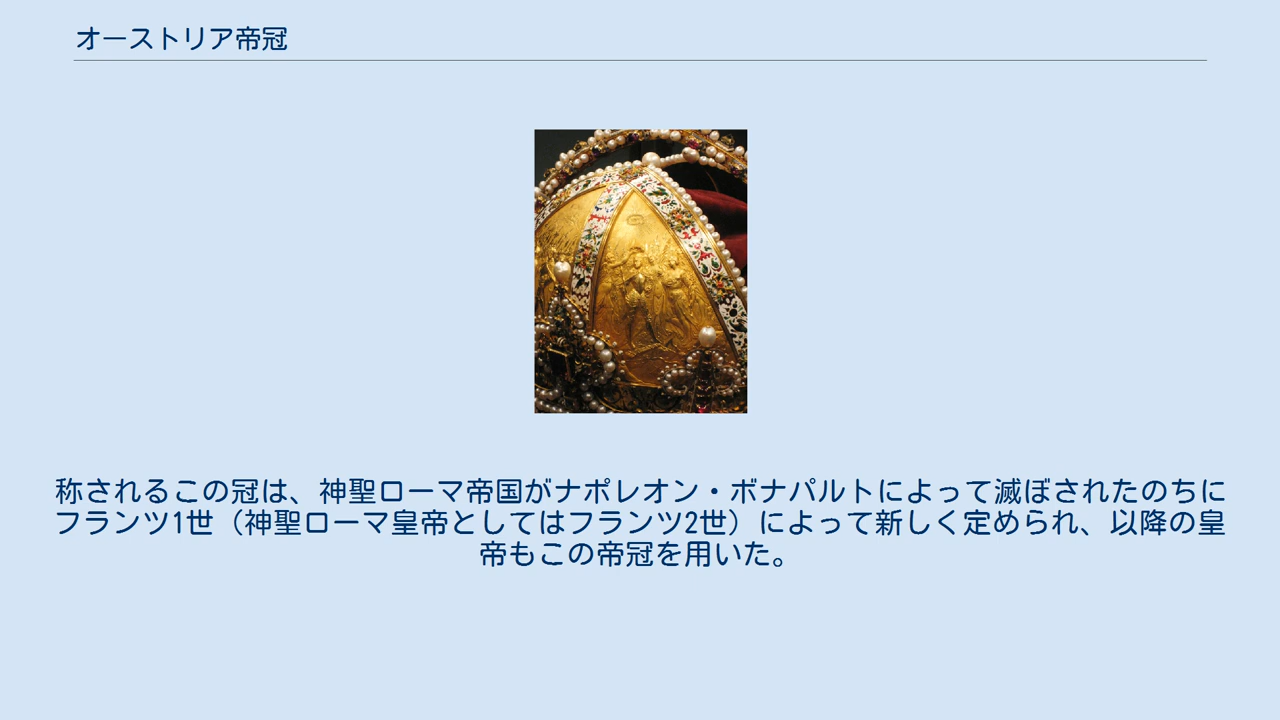 オーストリア帝冠
称されるこの冠は、神聖ローマ帝国がナポレオン・ボナパルトによって滅ぼされたのちに
フランツ1世（神聖ローマ皇帝としてはフランツ2世）によって新しく定められ、以降の皇
帝もこの帝冠を用いた。